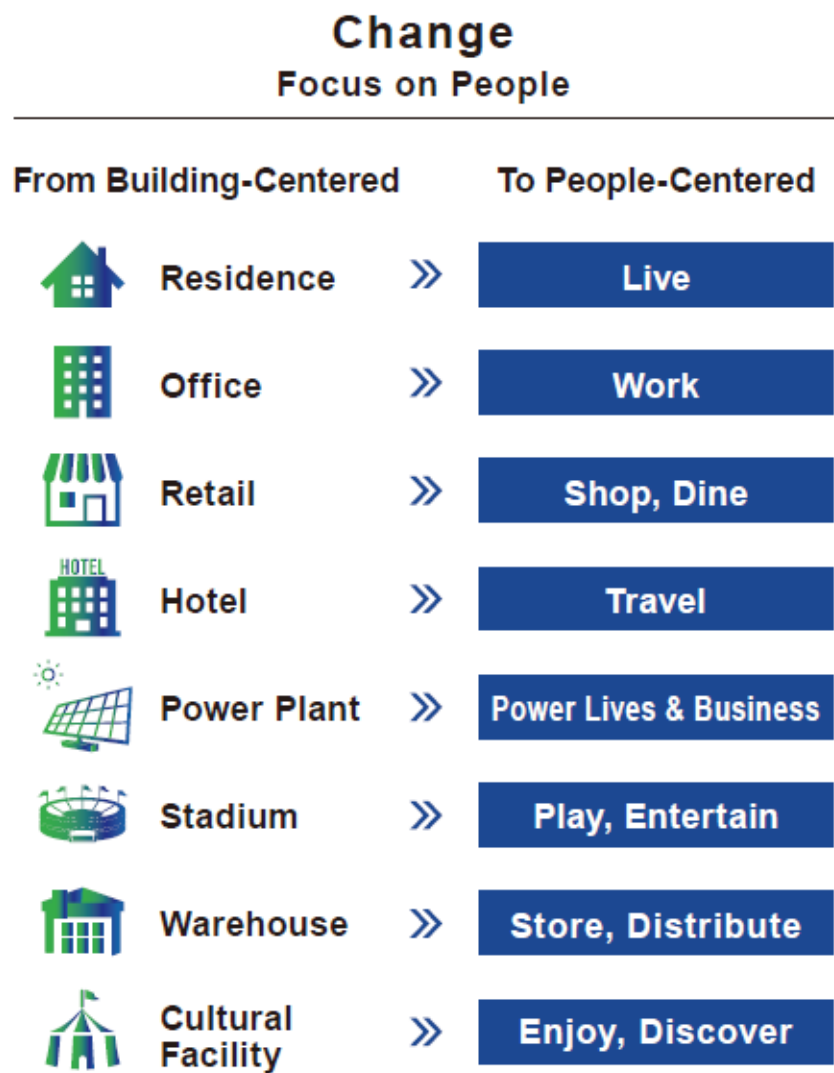 Change
Focus on People
From Building-Centered
To People-Centered
Residence
»
Live
Office
»
Work
Retail
»
Shop, Dine
HOTEL
Hotel
»
Travel
Power Plant
»
Power Lives & Business
Stadium
»
Play, Entertain
Warehouse
»
Store, Distribute
Cultural
Facility
»
Enjoy, Discover